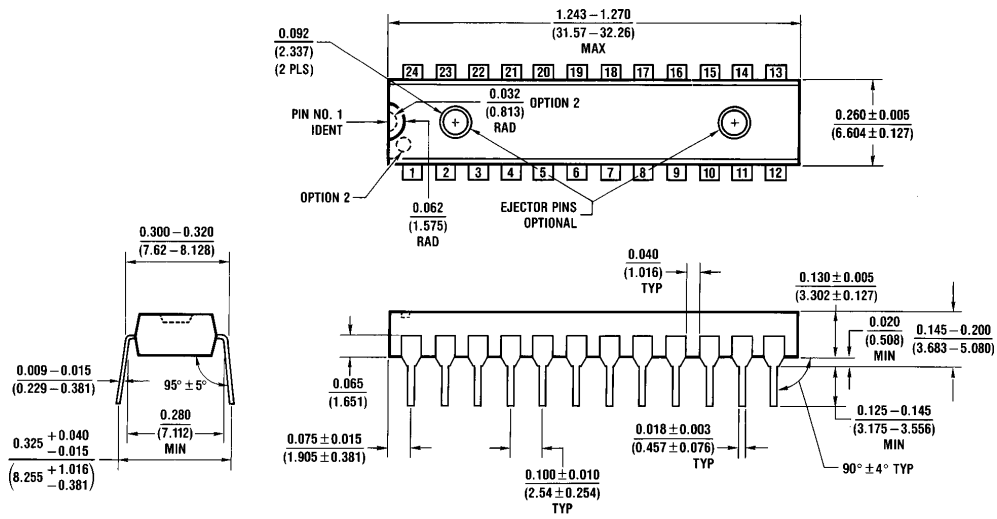 1.243–1.270
(31.57–32.26)
MAX
0.092
(2.337)
(2 PLS)
24 23 22 21 20 19 18 17 16 15 14 13
0.032
(0.813)
RAD
OPTION 2
PIN NO. 1
IDENT
0.260±0.005
(6.604±0.127)
1 2 3 4 5 6 7 8 9 10 11 12
OPTION 2
0.062
(1.575)
RAD
EJECTOR PINS
OPTIONAL
0.300–0.320
(7.62–8.128)
0.040
(1.016)
TYP
0.130±0.005
(3.302±0.127)
0.020
(0.508)
MIN
0.145–0.200
(3.683–5.080)
0.009–0.015
(0.229–0.381)
95°±5°
0.065
(1.651)
0.280
(7.112)
MIN
0.125–0.145
(3.175–3.556)
MIN
0.325 +0.040
–0.015
(8.255 +1.016
–0.381)
0.075±0.015
(1.905±0.381)
0.018±0.003
(0.457±0.076)
TYP
0.100±0.010
(2.54±0.254)
TYP
90°±4° TYP